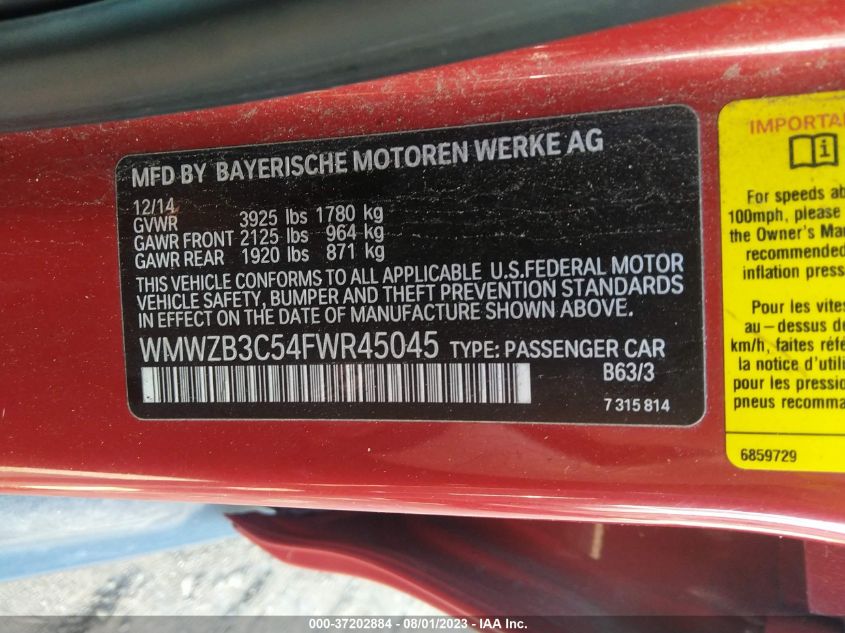 MFD BY BAYERISCHE MOTOREN WERKE AG
12/14
GVWR 3925 lbs 1780 kg
GAWR FRONT 2125 lbs 964 kg
GAWR REAR 1920 lbs 871 kg
THIS VEHICLE CONFORMS TO ALL APPLICABLE U.S.FEDERAL MOTOR
VEHICLE SAFETY, BUMPER AND THEFT PREVENTION STANDARDS
IN EFFECT ON THE DATE OF MANUFACTURE SHOWN ABOVE.
WMWZB3C54FWR45045 TYPE: PASSENGER CAR
B63/3
7 315 814
IMPORTA
For speeds ab
100mph, please
the Owner's Man
recommended
inflation press
Pour les vites
au-dessus de
km/h, faites réfé
la notice d'utili
pour les pression
pneus recomma
6859729
000-37202884 - 08/01/2023 - IAA Inc.